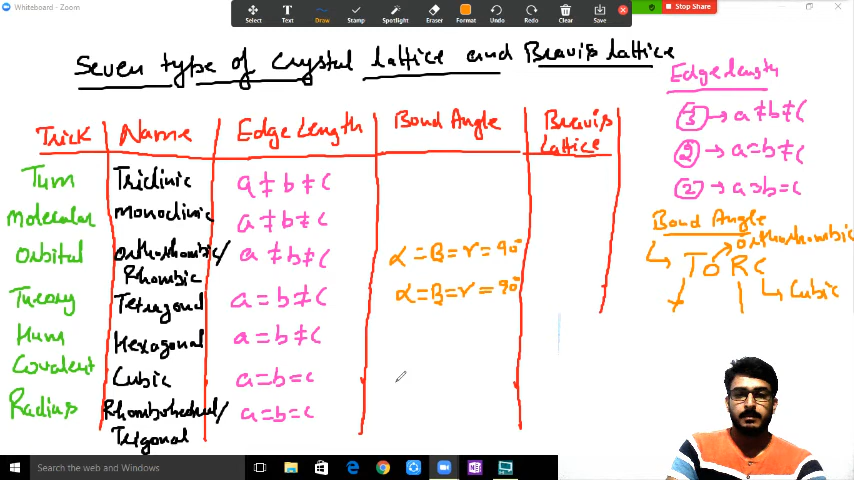 Whiteboard - Zoom
Select Text Draw Stamp Spotlight Eraser Format Undo Redo Clear Save
Stop Share
Seven type of Crystal lattice and Bravis lattice
Edge length
3 → a ≠ b ≠ C
2 → a = b ≠ C
2 → a = b = C
Bond Angle
Orthorhombic
TORC
Cubic
Trick Name Edge Length Bond Angle Bravis Lattice
Tum Triclinic a ≠ b ≠ C
Molecular monoclinic a ≠ b ≠ C
Orbital Orthorhombic/ Rhombic a ≠ b ≠ C α = β = γ = 90°
Theory Tetragonal a = b ≠ C α = β = γ = 90°
Hum Hexagonal a = b ≠ C
Covalent Cubic a = b = C
Radius Rhombohedral/ Trigonal a = b = C
Search the web and Windows